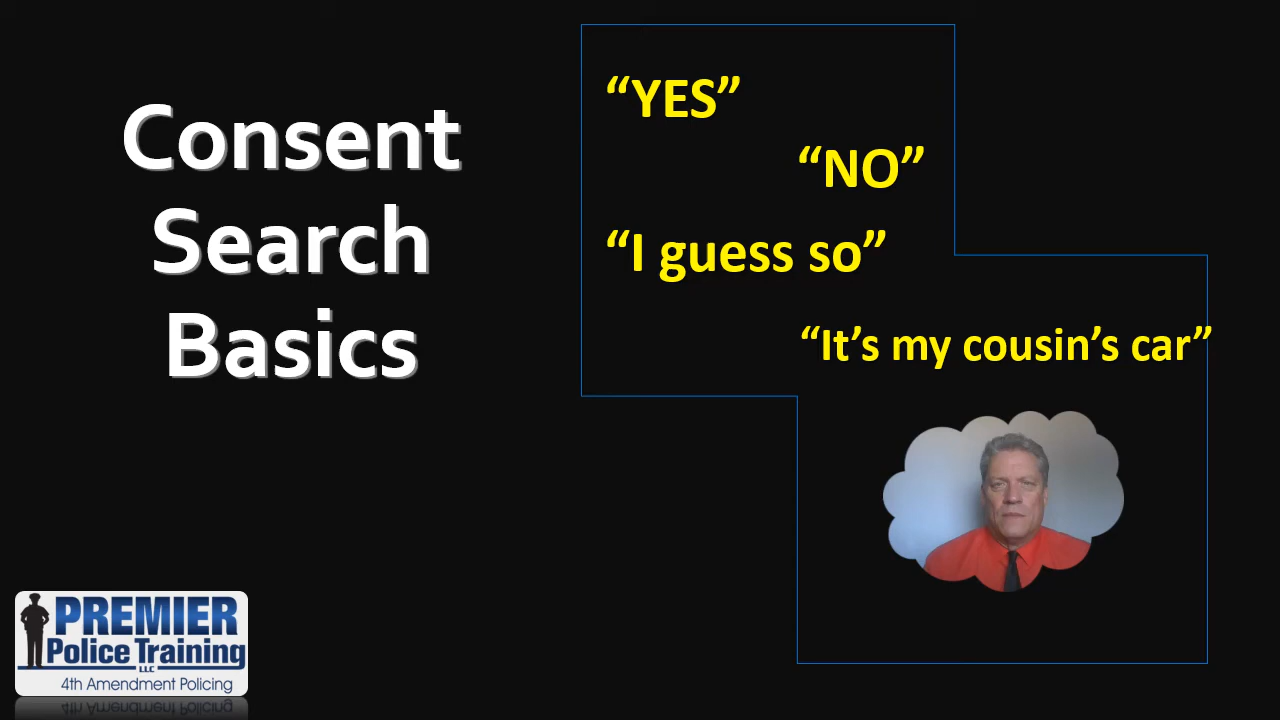 Consent
Search
Basics
“YES”
“NO”
“I guess so”
“It’s my cousin’s car”
PREMIER
Police Training
LLC
4th Amendment Policing